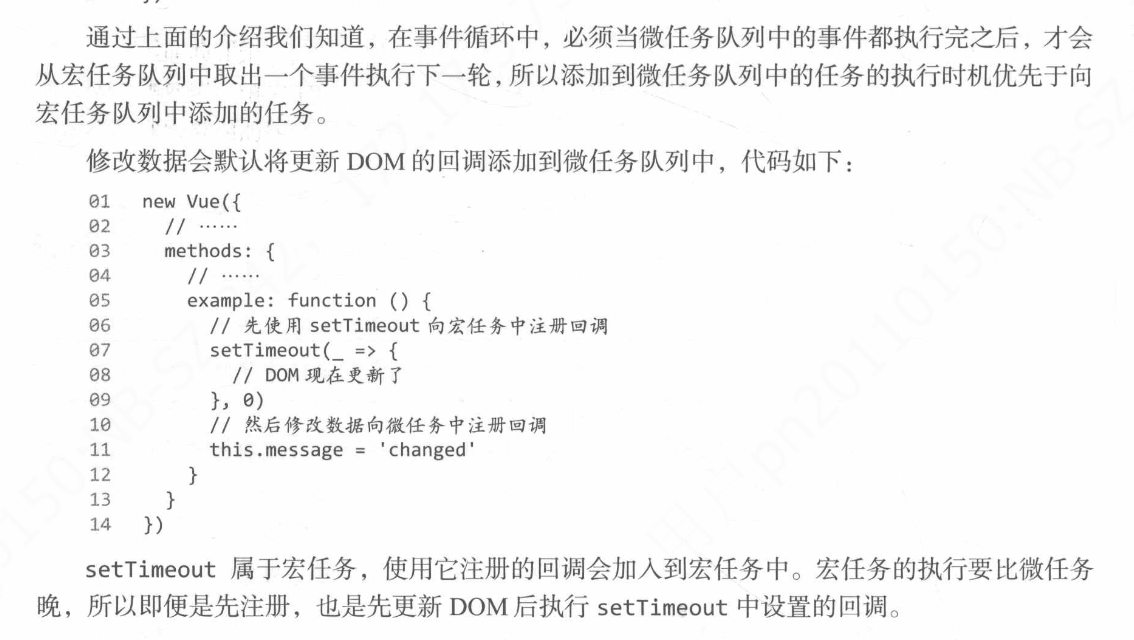 通过上面的介绍我们知道，在事件循环中，必须当微任务队列中的事件都执行完之后，才会
从宏任务队列中取出一个事件执行下一轮，所以添加到微任务队列中的任务的执行时机优先于向
宏任务队列中添加的任务。
修改数据会默认将更新 DOM 的回调添加到微任务队列中，代码如下：
01 new Vue({
02 // ……
03 methods: {
04 // ……
05 example: function () {
06 // 先使用 setTimeout 向宏任务中注册回调
07 setTimeout(_ => {
08 // DOM 现在更新了
09 }, 0)
10 // 然后修改数据向微任务中注册回调
11 this.message = 'changed'
12 }
13 }
14 })
setTimeout 属于宏任务，使用它注册的回调会加入到宏任务中。宏任务的执行要比微任务
晚，所以即便是先注册，也是先更新 DOM 后执行 setTimeout 中设置的回调。